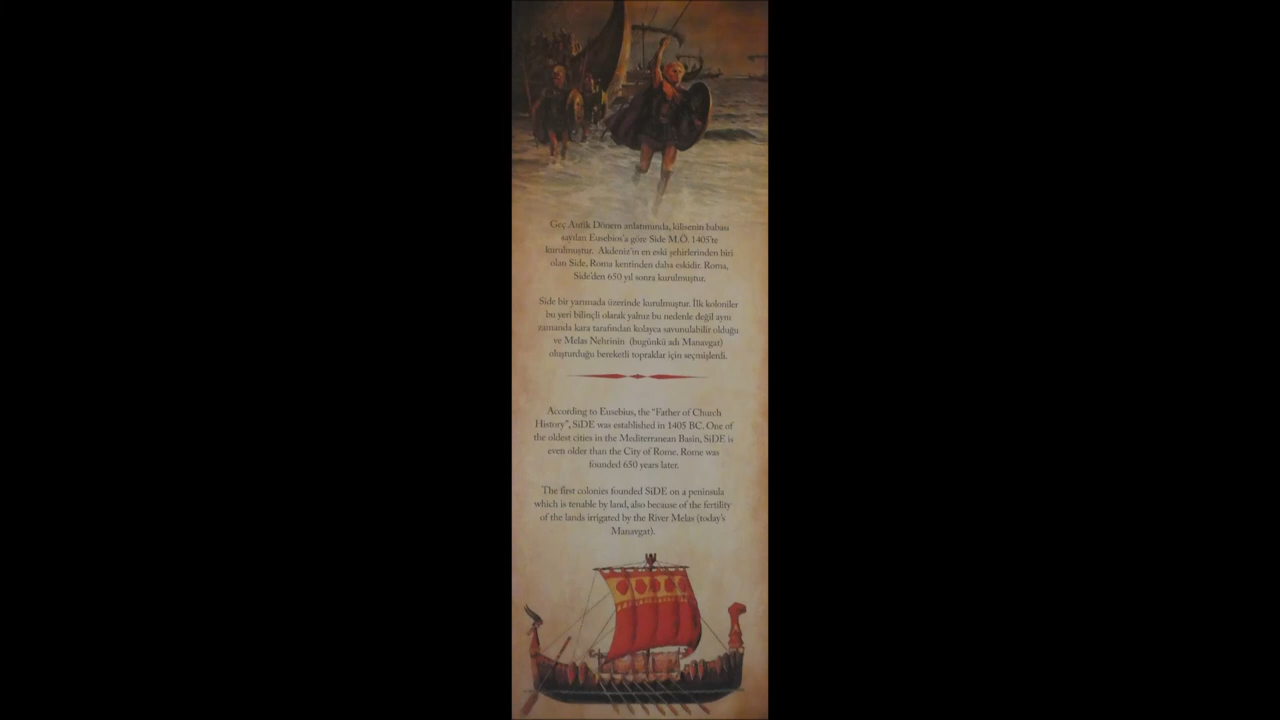 Geç Antik Dönem anlatımında, kilisenin babası
sayılan Eusebios'a göre Side M.Ö. 1405'te
kurulmuştur. Akdeniz'in en eski şehirlerinden biri
olan Side, Roma kentinden daha eskidir. Roma,
Side'den 650 yıl sonra kurulmuştur.
Side bir yarımada üzerinde kurulmuştur. İlk koloniler
bu yeri bilinçli olarak yalnız bu nedenle değil aynı
zamanda kara tarafından kolayca savunulabilir olduğu
ve Melas Nehrinin (bugünkü adı Manavgat)
oluşturduğu bereketli topraklar için seçmişlerdi.
According to Eusebius, the "Father of Church
History", SiDE was established in 1405 BC. One of
the oldest cities in the Mediterranean Basin, SiDE is
even older than the City of Rome. Rome was
founded 650 years later.
The first colonies founded SiDE on a peninsula
which is tenable by land, also because of the fertility
of the lands irrigated by the River Melas (today's
Manavgat).